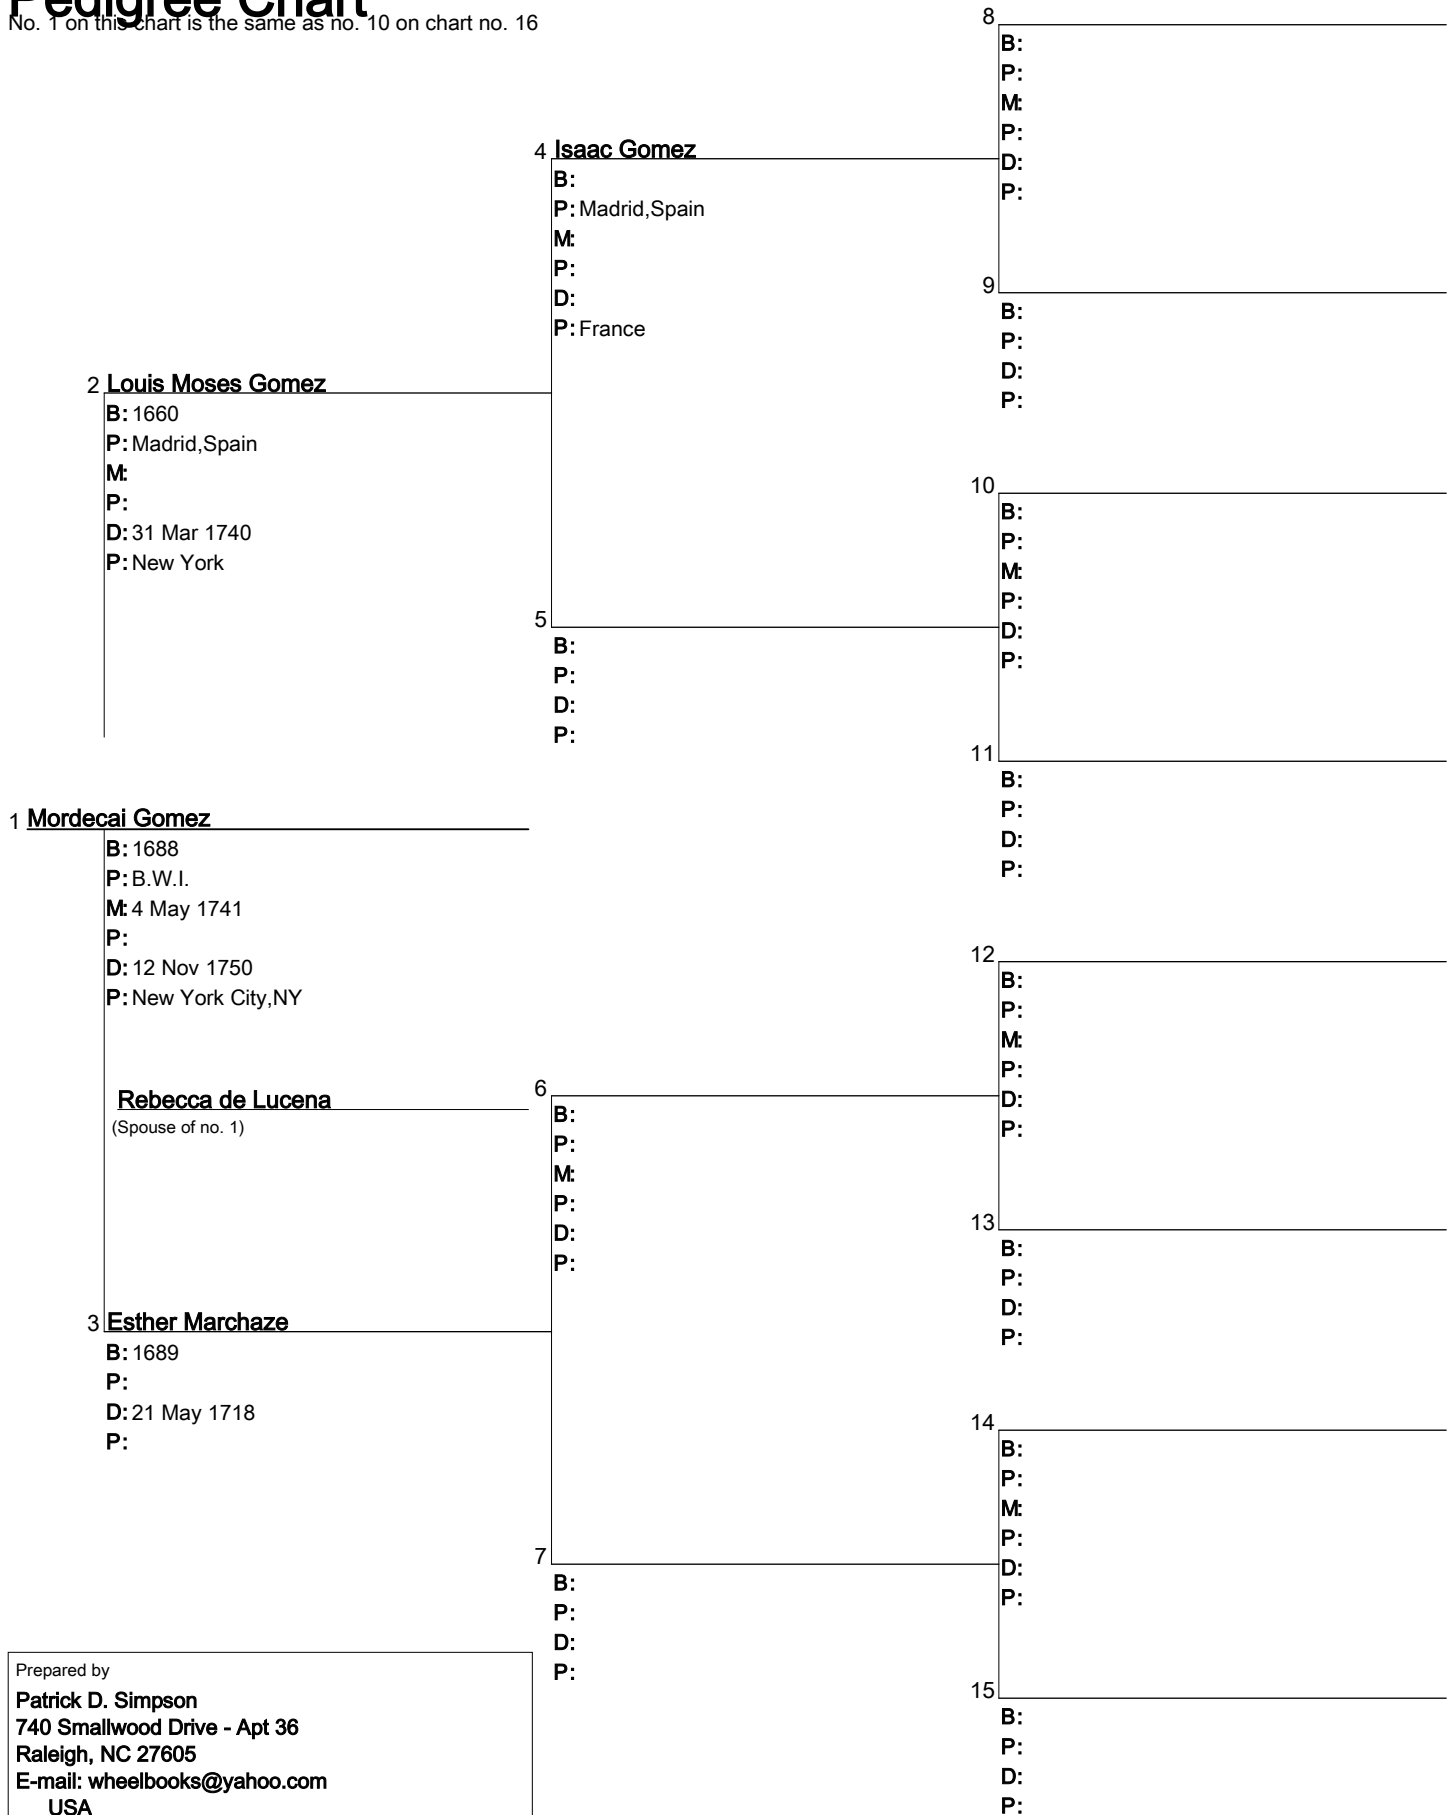 Pedigree Chart
No. 1 on this chart is the same as no. 10 on chart no. 16
8
B:
P:
M:
P:
D:
P:
4 Isaac Gomez
B:
P: Madrid,Spain
M:
P:
D:
P: France
9
B:
P:
D:
P:
2 Louis Moses Gomez
B: 1660
P: Madrid,Spain
M:
P:
D: 31 Mar 1740
P: New York
10
B:
P:
M:
P:
D:
P:
5
B:
P:
D:
P:
11
B:
P:
D:
P:
1 Mordecai Gomez
B: 1688
P: B.W.I.
M: 4 May 1741
P:
D: 12 Nov 1750
P: New York City,NY
Rebecca de Lucena
(Spouse of no. 1)
12
B:
P:
M:
P:
D:
P:
6
B:
P:
M:
P:
D:
P:
13
B:
P:
D:
P:
3 Esther Marchaze
B: 1689
P:
D: 21 May 1718
P:
14
B:
P:
M:
P:
D:
P:
7
B:
P:
D:
P:
15
B:
P:
D:
P:
Prepared by
Patrick D. Simpson
740 Smallwood Drive - Apt 36
Raleigh, NC 27605
E-mail: wheelbooks@yahoo.com
USA